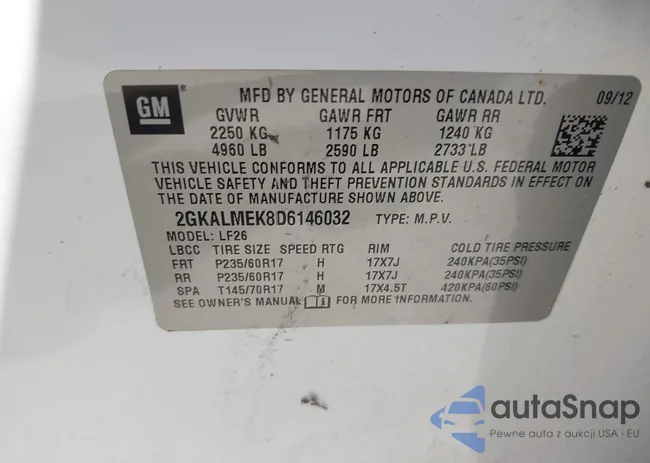 GM
MFD BY GENERAL MOTORS OF CANADA LTD. 09/12
GVWR GAWR FRT GAWR RR
2250 KG 1175 KG 1240 KG
4960 LB 2590 LB 2733 LB
THIS VEHICLE CONFORMS TO ALL APPLICABLE U.S. FEDERAL MOTOR
VEHICLE SAFETY AND THEFT PREVENTION STANDARDS IN EFFECT ON
THE DATE OF MANUFACTURE SHOWN ABOVE.
2GKALMEK8D6146032 TYPE: M.P.V.
MODEL: LF26
LBCC TIRE SIZE SPEED RTG RIM COLD TIRE PRESSURE
FRT P235/60R17 H 17X7J 240KPA(35PSI)
RR P235/60R17 H 17X7J 240KPA(35PSI)
SPA T145/70R17 M 17X4.5T 420KPA(60PSI)
SEE OWNER'S MANUAL FOR MORE INFORMATION.
autoSnap
Pewne auta z aukcji USA i EU